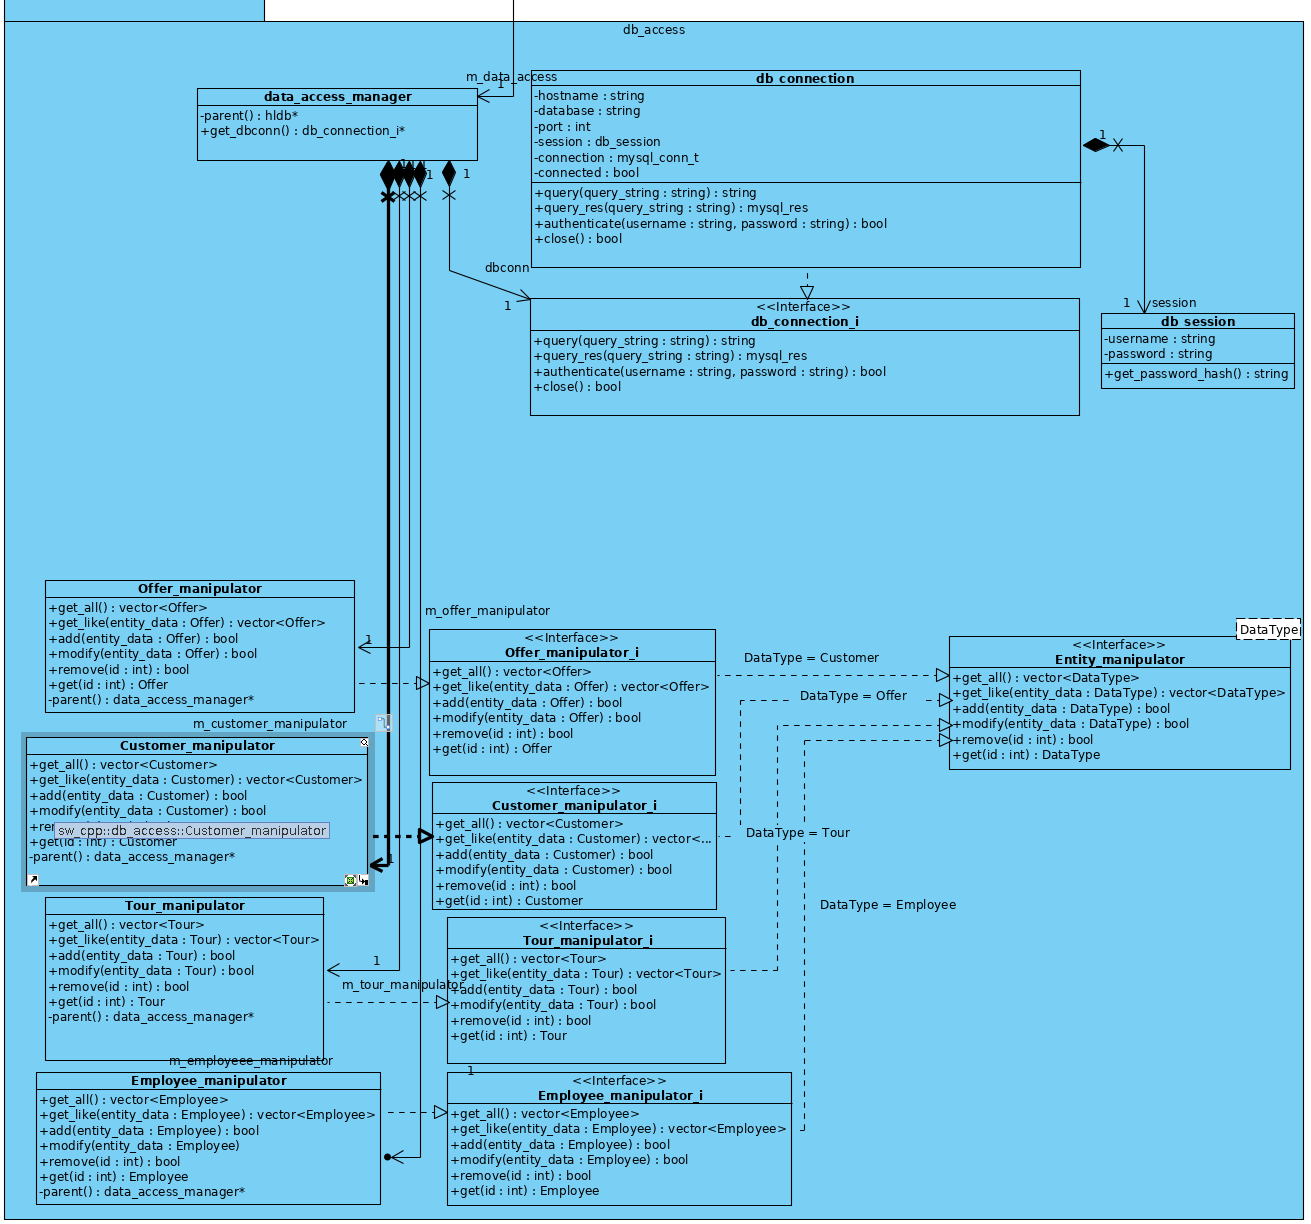 db_access
m_data_access
1
data_access_manager
-parent() : hldb*
+get_dbconn() : db_connection_i*
1
1
1
db connection
-hostname : string
-database : string
-port : int
-session : db_session
-connection : mysql_conn_t
-connected : bool
+query(query_string : string) : string
+query_res(query_string : string) : mysql_res
+authenticate(username : string, password : string) : bool
+close() : bool
1
dbconn
1
<<Interface>>
db_connection_i
+query(query_string : string) : string
+query_res(query_string : string) : mysql_res
+authenticate(username : string, password : string) : bool
+close() : bool
1
session
db session
-username : string
-password : string
+get_password_hash() : string
Offer_manipulator
+get_all() : vector<Offer>
+get_like(entity_data : Offer) : vector<Offer>
+add(entity_data : Offer) : bool
+modify(entity_data : Offer) : bool
+remove(id : int) : bool
+get(id : int) : Offer
-parent() : data_access_manager*
1
m_offer_manipulator
<<Interface>>
Offer_manipulator_i
+get_all() : vector<Offer>
+get_like(entity_data : Offer) : vector<Offer>
+add(entity_data : Offer) : bool
+modify(entity_data : Offer) : bool
+remove(id : int) : bool
+get(id : int) : Offer
DataType = Customer
DataType = Offer
DataType
<<Interface>>
Entity_manipulator
+get_all() : vector<DataType>
+get_like(entity_data : DataType) : vector<DataType>
+add(entity_data : DataType) : bool
+modify(entity_data : DataType) : bool
+remove(id : int) : bool
+get(id : int) : DataType
m_customer_manipulator
Customer_manipulator
+get_all() : vector<Customer>
+get_like(entity_data : Customer) : vector<Customer>
+add(entity_data : Customer) : bool
+modify(entity_data : Customer) : bool
sw_cpp::db_access::Customer_manipulator
+get(id : int) : Customer
-parent() : data_access_manager*
1
<<Interface>>
Customer_manipulator_i
+get_all() : vector<Customer>
+get_like(entity_data : Customer) : vector<...
+add(entity_data : Customer) : bool
+modify(entity_data : Customer) : bool
+remove(id : int) : bool
+get(id : int) : Customer
DataType = Tour
DataType = Employee
Tour_manipulator
+get_all() : vector<Tour>
+get_like(entity_data : Tour) : vector<Tour>
+add(entity_data : Tour) : bool
+modify(entity_data : Tour) : bool
+remove(id : int) : bool
+get(id : int) : Tour
-parent() : data_access_manager*
1
m_tour_manipulator
<<Interface>>
Tour_manipulator_i
+get_all() : vector<Tour>
+get_like(entity_data : Tour) : vector<Tour>
+add(entity_data : Tour) : bool
+modify(entity_data : Tour) : bool
+remove(id : int) : bool
+get(id : int) : Tour
m_employeee_manipulator
1
Employee_manipulator
+get_all() : vector<Employee>
+get_like(entity_data : Employee) : vector<Employee>
+add(entity_data : Employee) : bool
+modify(entity_data : Employee)
+remove(id : int) : bool
+get(id : int) : Employee
-parent() : data_access_manager*
<<Interface>>
Employee_manipulator_i
+get_all() : vector<Employee>
+get_like(entity_data : Employee) : vector<Employee>
+add(entity_data : Employee) : bool
+modify(entity_data : Employee) : bool
+remove(id : int) : bool
+get(id : int) : Employee